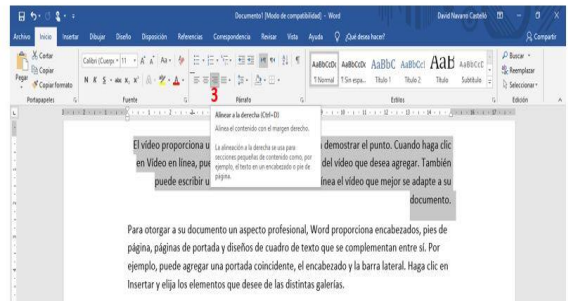 Documento1 [Modo de compatibilidad] - Word
David Navarro Castelló
Archivo Inicio Insertar Dibujar Diseño Disposición Referencias Correspondencia Revisar Vista Ayuda ¿Qué desea hacer? Compartir
Cortar
Copiar
Copiar formato
Pegar
Portapapeles
Calibri (Cuerpo 11
N K S abc
Fuente
3
Párrafo
AaBbCcDc AaBbCcDc AaBbC AaBbCcI AaB AaBbCcC
1 Normal 1 Sin espa... Título 1 Título 2 Título Subtítulo
Estilos
Buscar
Reemplazar
Seleccionar
Edición
Alinear a la derecha (Ctrl+D)
Alinea el contenido con el margen derecho.
La alineación a la derecha se usa para
secciones pequeñas de contenido como, por
ejemplo, el texto en un encabezado o pie de
página.
El vídeo proporciona u demostrar el punto. Cuando haga clic
en Vídeo en línea, pue del vídeo que desea agregar. También
puede escribir u ínea el vídeo que mejor se adapte a su
documento.
Para otorgar a su documento un aspecto profesional, Word proporciona encabezados, pies de
página, páginas de portada y diseños de cuadro de texto que se complementan entre sí. Por
ejemplo, puede agregar una portada coincidente, el encabezado y la barra lateral. Haga clic en
Insertar y elija los elementos que desee de las distintas galerías.